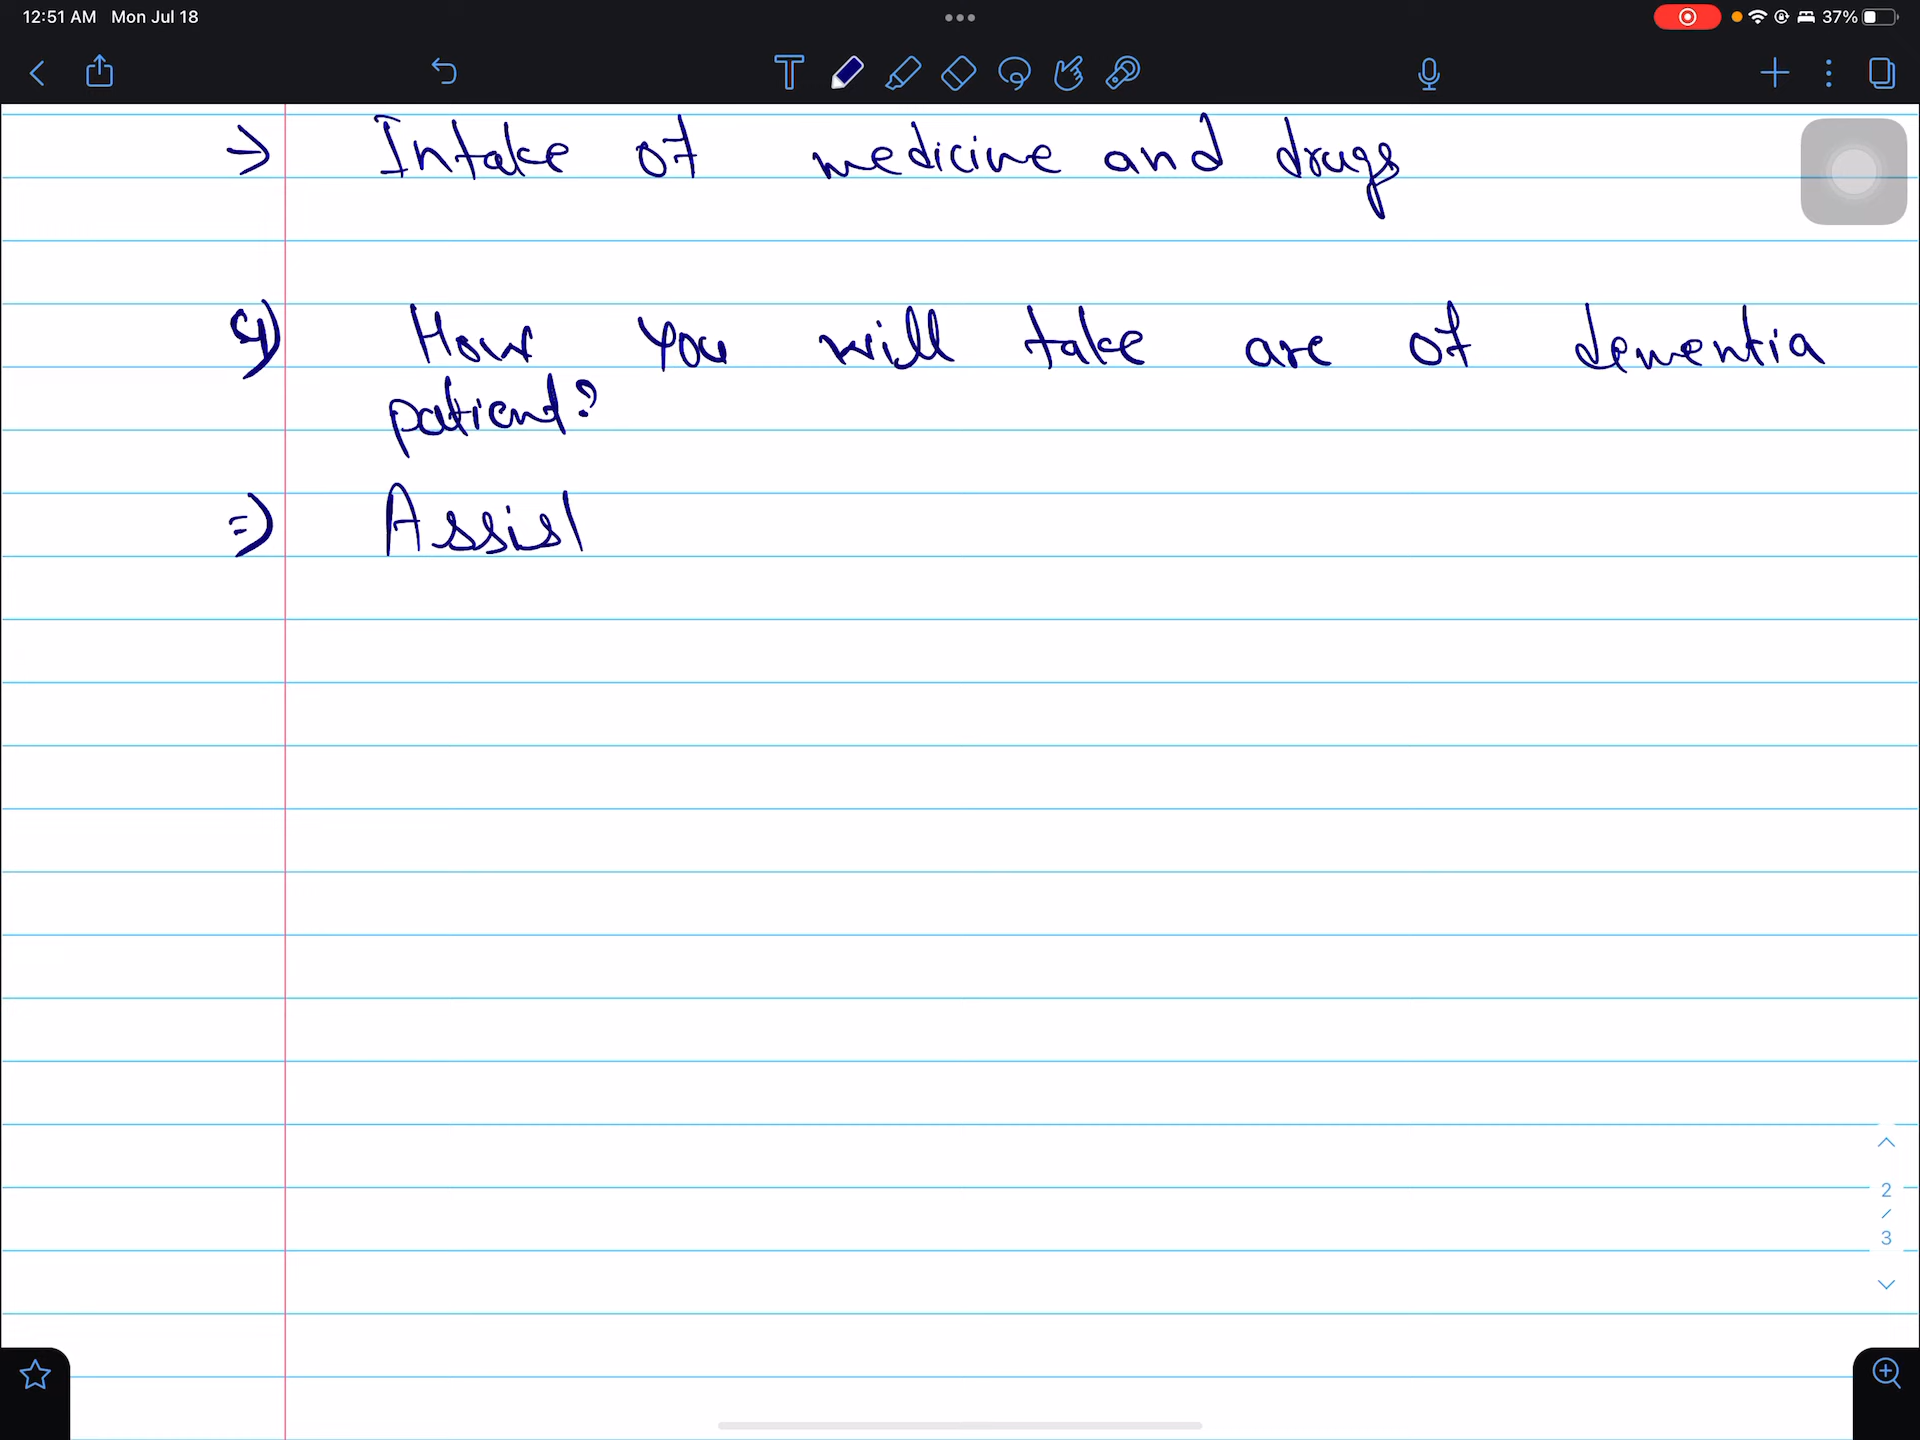 12:51 AM Mon Jul 18
37%
→ Intake of medicine and drugs
4) How you will take are of dementia
patient?
=) Assist
2
/
3